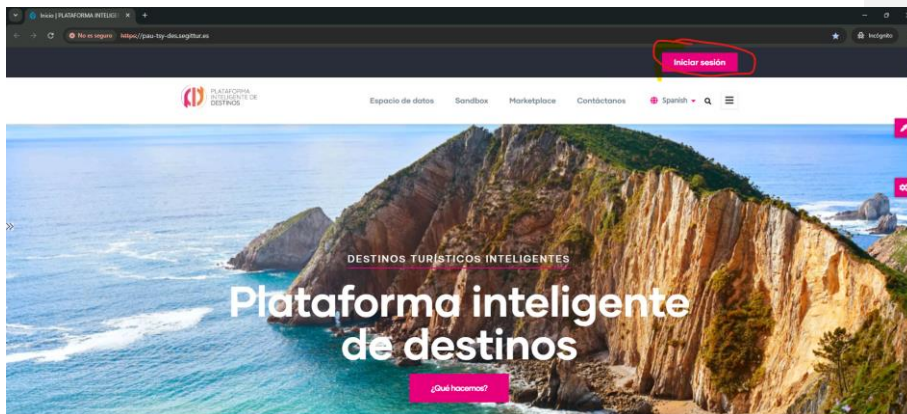 Inicio | PLATAFORMA INTELIGE
No es seguro https://pau-tsy-des.segittur.es
Incógnito
Iniciar sesión
PLATAFORMA
INTELIGENTE DE
DESTINOS
Espacio de datos Sandbox Marketplace Contáctanos Spanish
DESTINOS TURÍSTICOS INTELIGENTES
Plataforma inteligente
de destinos
¿Qué hacemos?